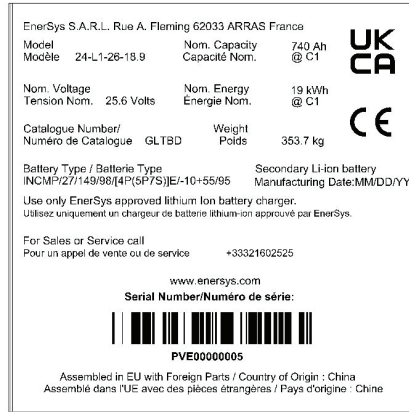 EnerSys S.A.R.L. Rue A. Fleming 62033 ARRAS France
Model Nom. Capacity 740 Ah
Modèle 24-L1-26-18.9 Capacité Nom. @ C1
UK
CA
Nom. Voltage Nom. Energy 19 kWh
Tension Nom. 25.6 Volts Énergie Nom. @ C1
CE
Catalogue Number/ Weight
Numéro de Catalogue GLTBD Poids 353.7 kg
Battery Type / Batterie Type Secondary Li-ion battery
INCMP/27/149/98/[4P(5P7S)]E/-10+55/95 Manufacturing Date:MM/DD/YY
Use only EnerSys approved lithium Ion battery charger.
Utilisez uniquement un chargeur de batterie lithium-ion approuvé par EnerSys.
For Sales or Service call
Pour un appel de vente ou de service +33321602525
www.enersys.com
Serial Number/Numéro de série:
PVE00000005
Assembled in EU with Foreign Parts / Country of Origin : China
Assemblé dans l'UE avec des pièces étrangères / Pays d'origine : Chine